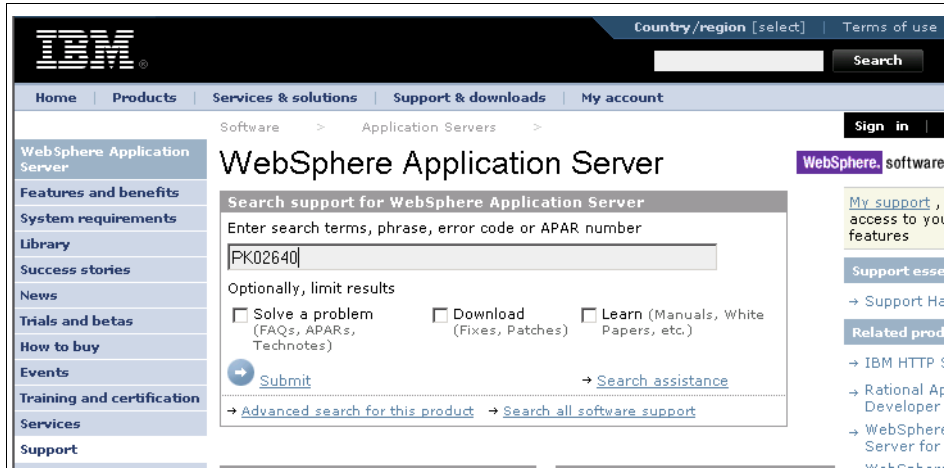 Country/region [select] | Terms of use
IBM®
Search
Home | Products | Services & solutions | Support & downloads | My account
Software > Application Servers >
Sign in |
WebSphere Application
Server
Features and benefits
System requirements
Library
Success stories
News
Trials and betas
How to buy
Events
Training and certification
Services
Support
WebSphere Application Server
WebSphere. software
Search support for WebSphere Application Server
Enter search terms, phrase, error code or APAR number
PK02640
Optionally, limit results
Solve a problem
(FAQs, APARs,
Technotes)
Download
(Fixes, Patches)
Learn (Manuals, White
Papers, etc.)
Submit
→ Search assistance
→ Advanced search for this product → Search all software support
My support ,
access to
features
Support
→ Support
Related
→ IBM HTTP
→ Rational
Developer
→ WebSphere
Server for